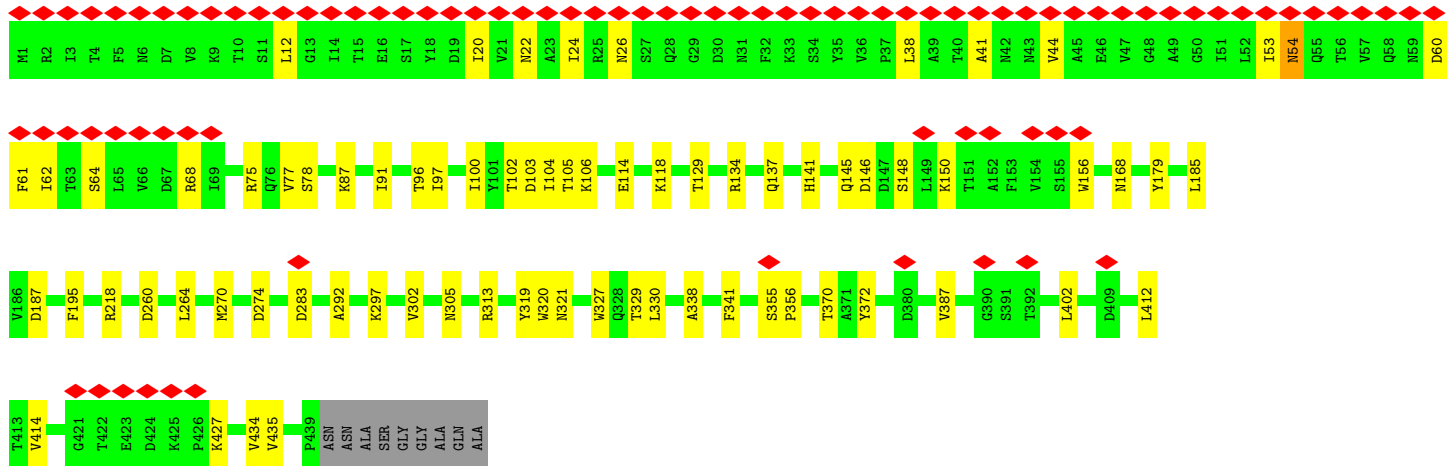 M1 R2 I3 T4 F5 N6 D7 V8 K9 T10 S11 L12 G13 I14 T15 E16 S17 Y18 D19 I20 V21 N22 A23 I24 R25 N26 S27 Q28 G29 D30 N31 F32 K33 S34 Y35 V36 P37 L38 A39 T40 A41 N42 N43 V44 A45 E46 V47 G48 A49 G50 I51 L52 I53 N54 Q55 T56 V57 Q58 N59 D60
F61 I62 T63 S64 L65 V66 D67 R68 I69 R75 Q76 V77 S78 K87 I91 T96 I97 I100 Y101 T102 D103 I104 T105 K106 E114 K118 T129 R134 Q137 H141 Q145 D146 D147 S148 L149 K150 T151 A152 F153 V154 S155 W156 N168 Y179 L185
V186 D187 F195 R218 D260 L264 M270 D274 D283 A292 K297 V302 N305 R313 Y319 W320 N321 W327 Q328 T329 L330 A338 F341 S355 P356 T370 A371 Y372 D380 V387 G390 S391 T392 L402 D409 L412
T413 V414 G421 T422 E423 D424 K425 P426 K427 V434 V435 P439 ASN ASN ALA SER GLY GLY ALA GLN ALA